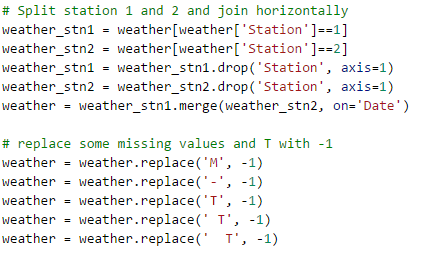 # Split station 1 and 2 and join horizontally
weather_stn1 = weather[weather['Station']==1]
weather_stn2 = weather[weather['Station']==2]
weather_stn1 = weather_stn1.drop('Station', axis=1)
weather_stn2 = weather_stn2.drop('Station', axis=1)
weather = weather_stn1.merge(weather_stn2, on='Date')

# replace some missing values and T with -1
weather = weather.replace('M', -1)
weather = weather.replace('-', -1)
weather = weather.replace('T', -1)
weather = weather.replace(' T', -1)
weather = weather.replace('  T', -1)